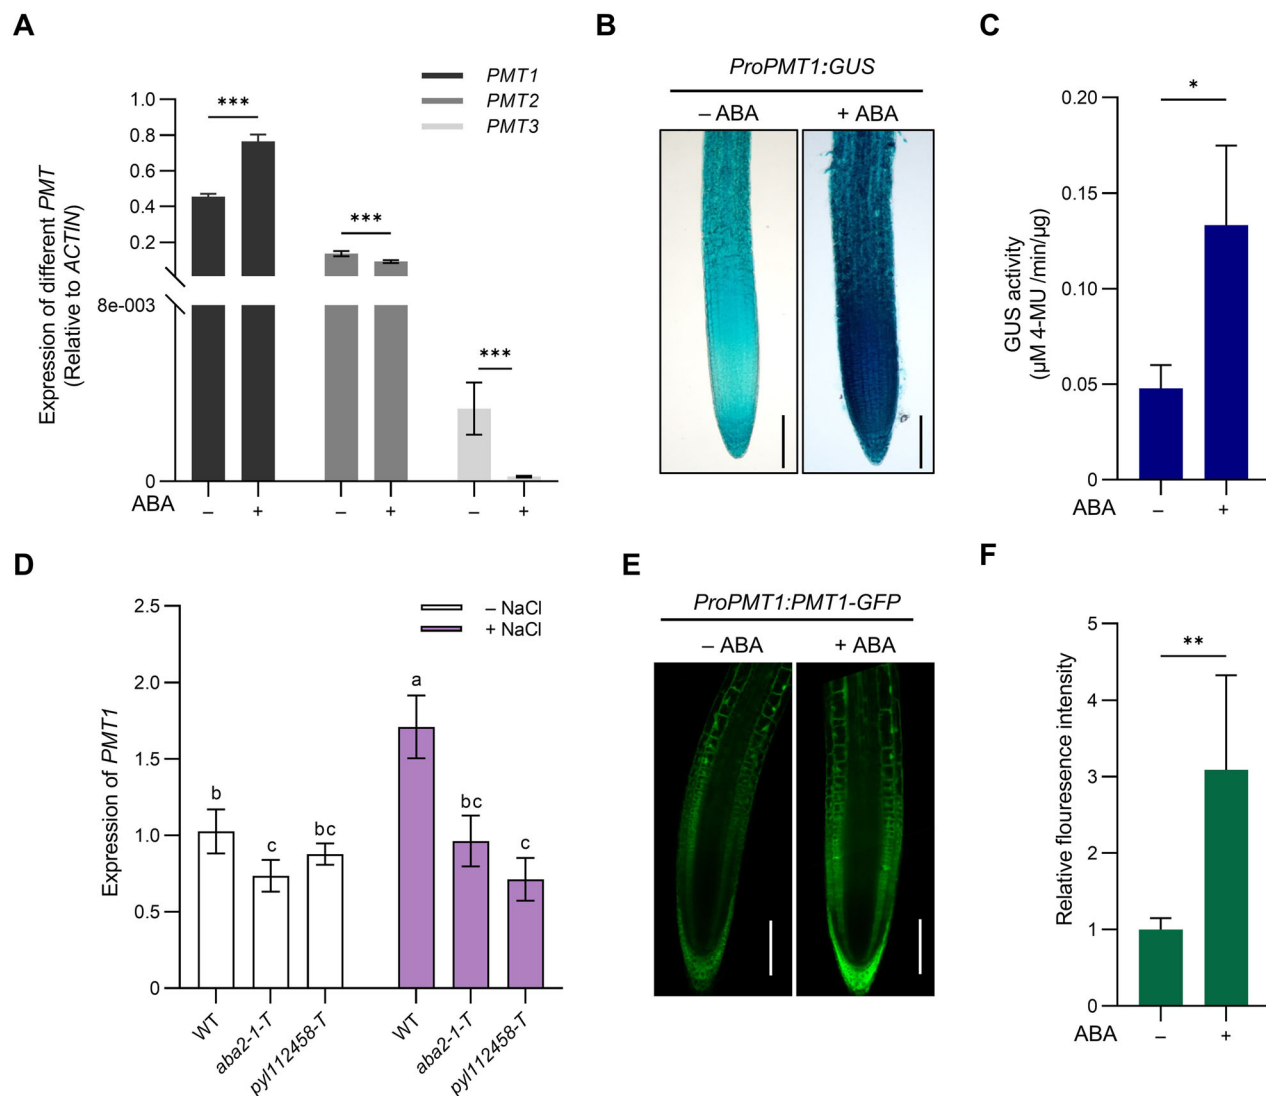 A
PMT1
PMT2
PMT3
Expression of different PMT
(Relative to ACTIN)
1.0
0.8
0.6
0.4
0.2
8e-003
0
***
***
***
ABA
– + – + – +
B
ProPMT1:GUS
– ABA + ABA
C
GUS activity
(µM 4-MU /min/µg)
0.20
0.15
0.10
0.05
0
*
ABA – +
D
Expression of PMT1
– NaCl
+ NaCl
2.5
2.0
1.5
1.0
0.5
0
b c bc a bc c
WT aba2-1-T pyl112458-T WT aba2-1-T pyl112458-T
E
ProPMT1:PMT1-GFP
– ABA + ABA
F
Relative flouresence intensity
5
4
3
2
1
0
**
ABA – +